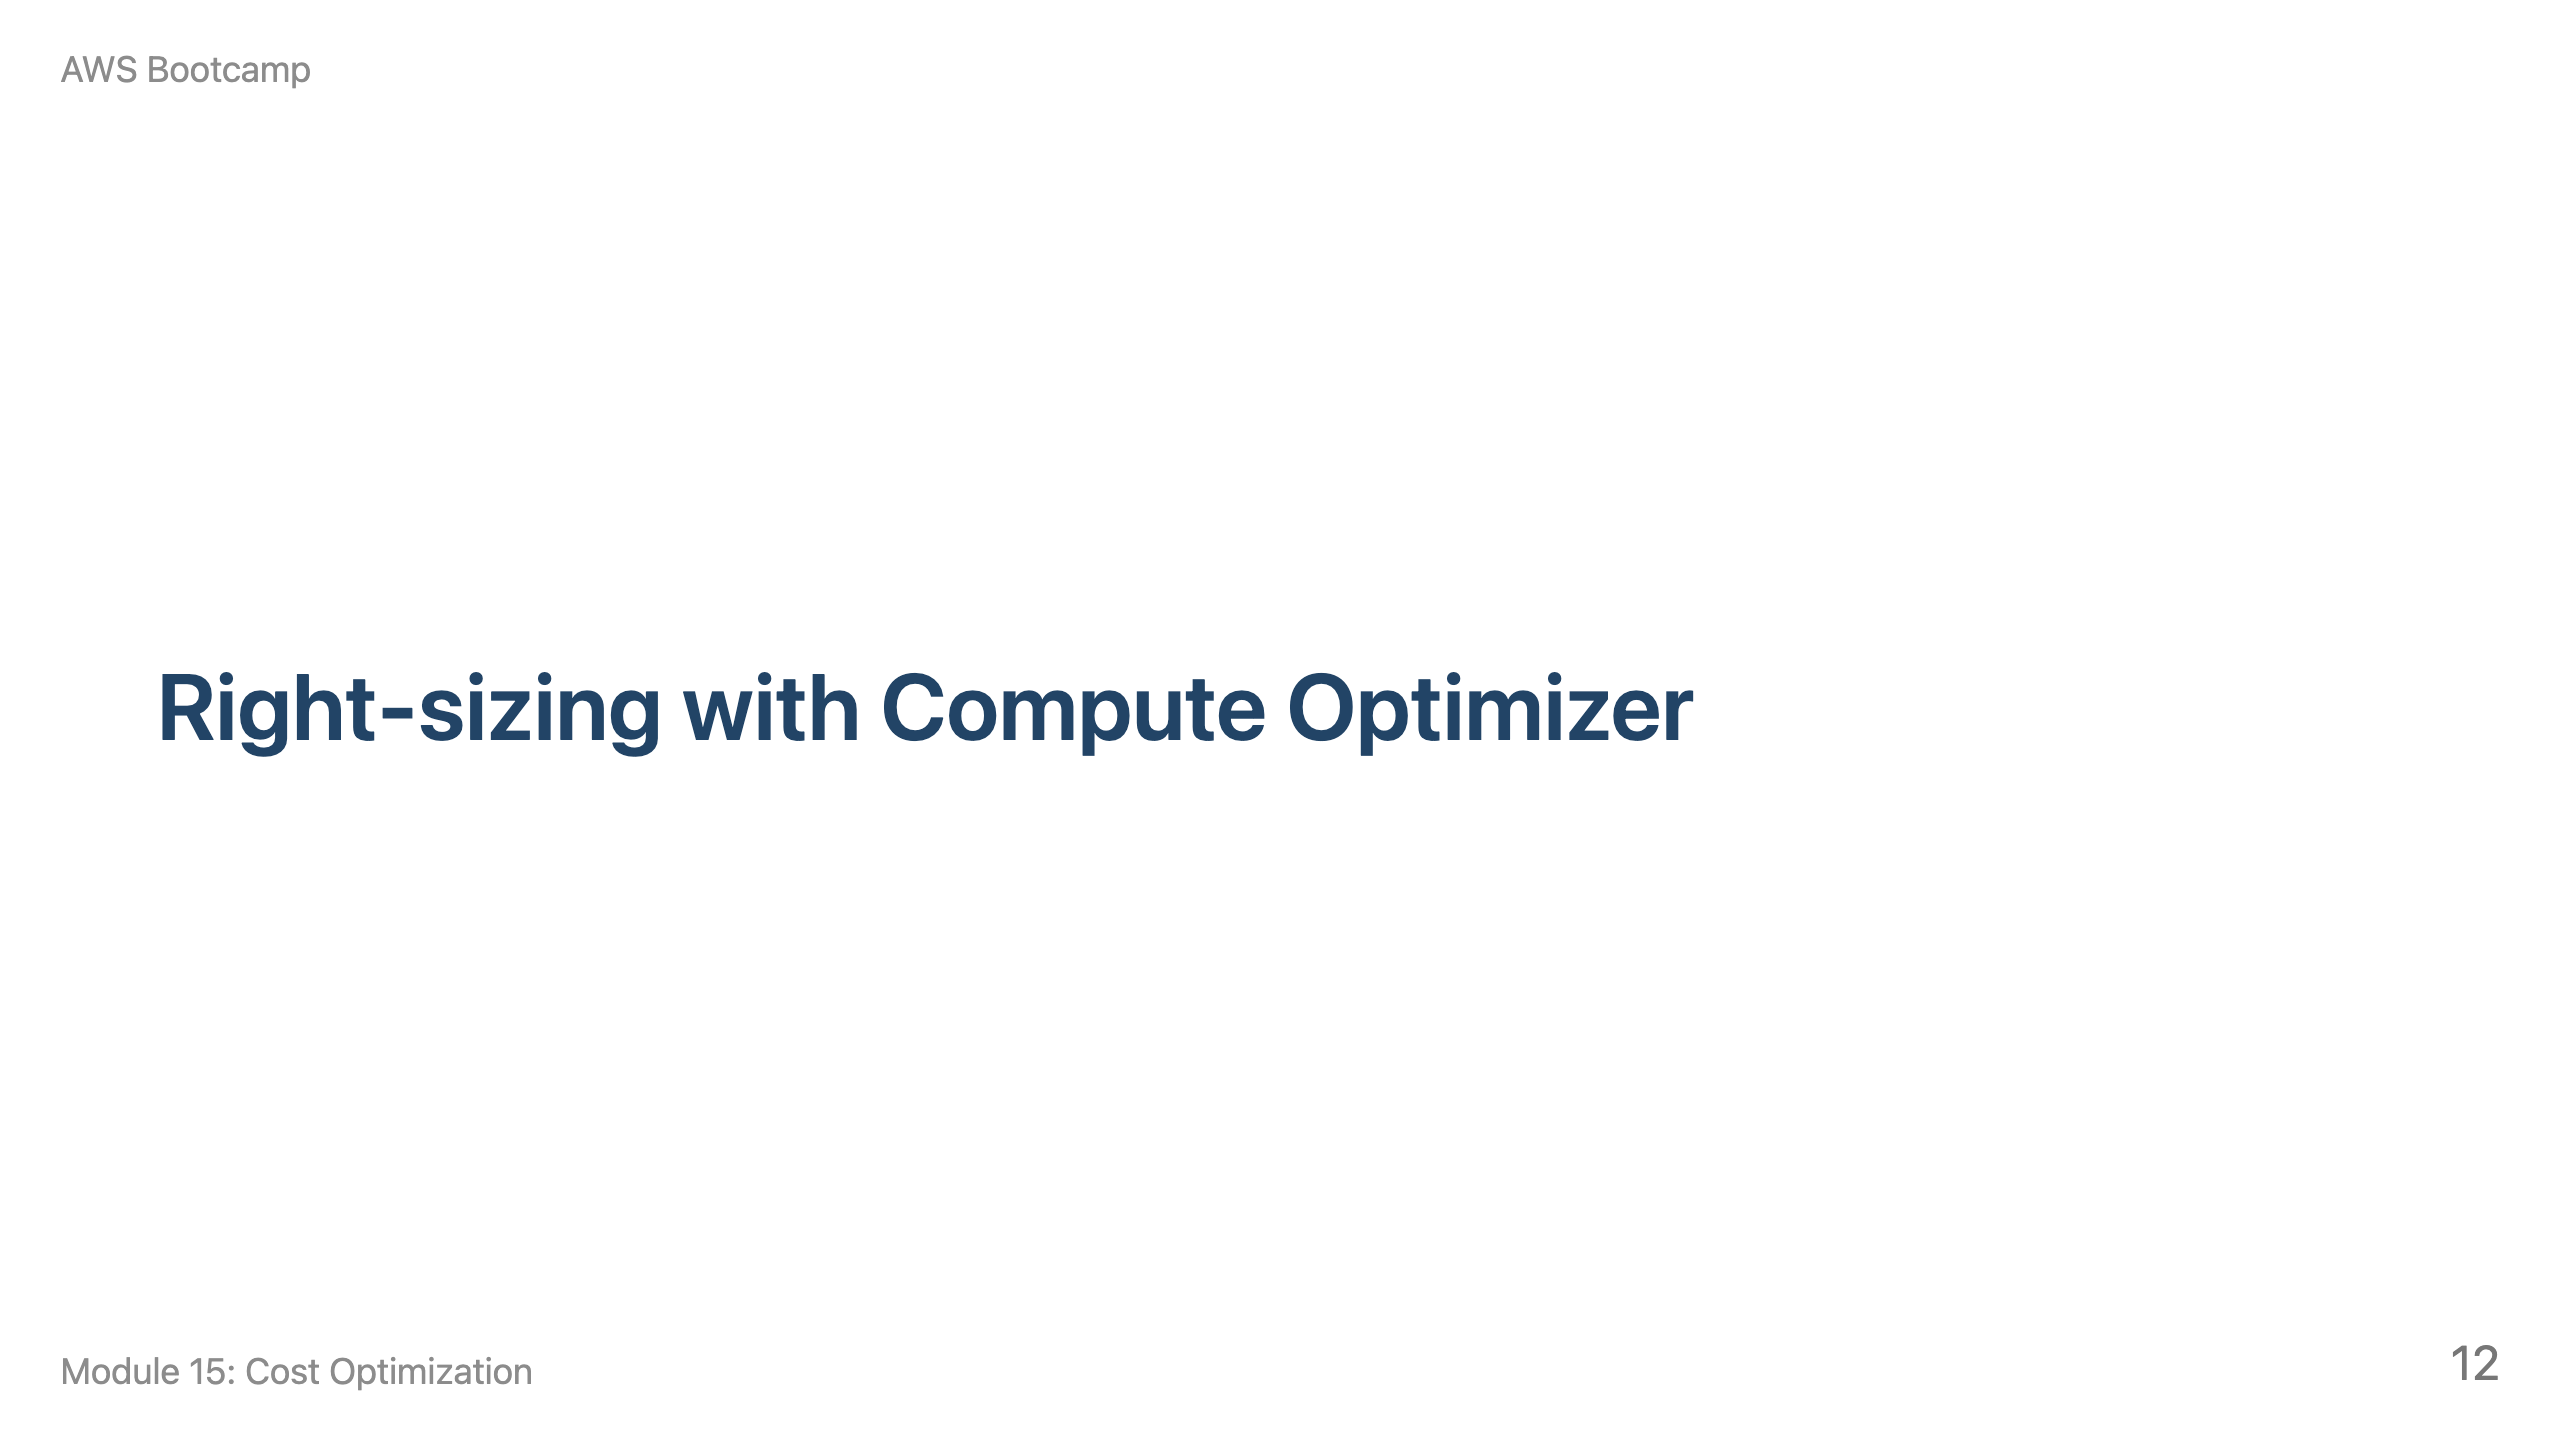 AWS Bootcamp
Right-sizing with Compute Optimizer
Module 15: Cost Optimization
12